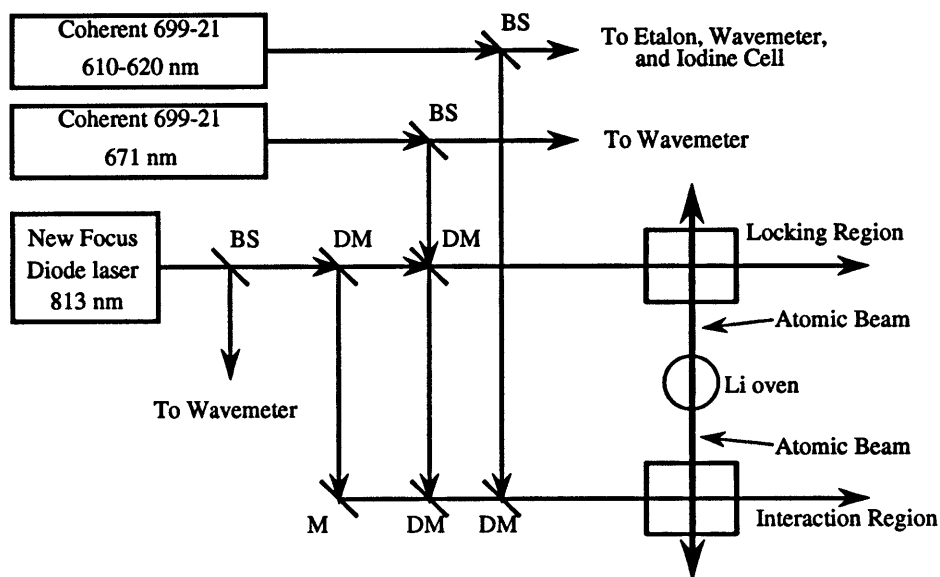 Coherent 699-21
610-620 nm
BS
To Etalon, Wavemeter,
and Iodine Cell
Coherent 699-21
671 nm
BS
To Wavemeter
New Focus
Diode laser
813 nm
BS
DM
DM
Locking Region
Atomic Beam
Li oven
To Wavemeter
Atomic Beam
M
DM
DM
Interaction Region